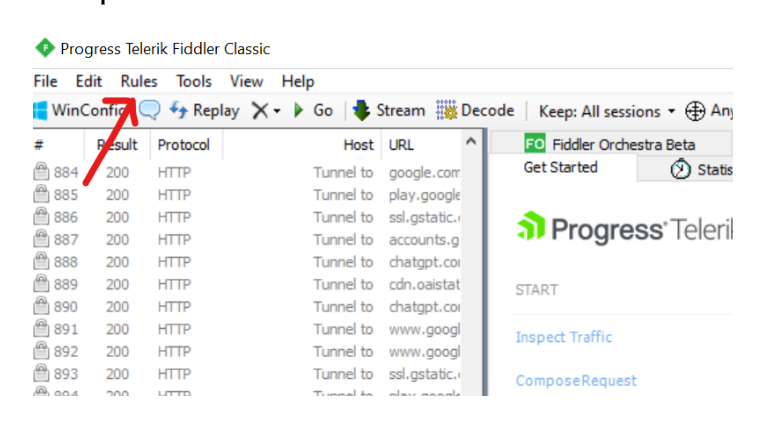 Progress Telerik Fiddler Classic
File Edit Rules Tools View Help
WinConfig Replay Go Stream Decode Keep: All sessions Any
# Result Protocol Host URL
FO Fiddler Orchestra Beta
Get Started Statis
884 200 HTTP Tunnel to google.com
885 200 HTTP Tunnel to play.google
886 200 HTTP Tunnel to ssl.gstatic.
887 200 HTTP Tunnel to accounts.g
888 200 HTTP Tunnel to chatgpt.co
889 200 HTTP Tunnel to cdn.oaistat
890 200 HTTP Tunnel to chatgpt.co
891 200 HTTP Tunnel to www.googl
892 200 HTTP Tunnel to www.googl
893 200 HTTP Tunnel to ssl.gstatic.
894 200 HTTP Tunnel to play.google
Progress Teleri
START
Inspect Traffic
ComposeRequest